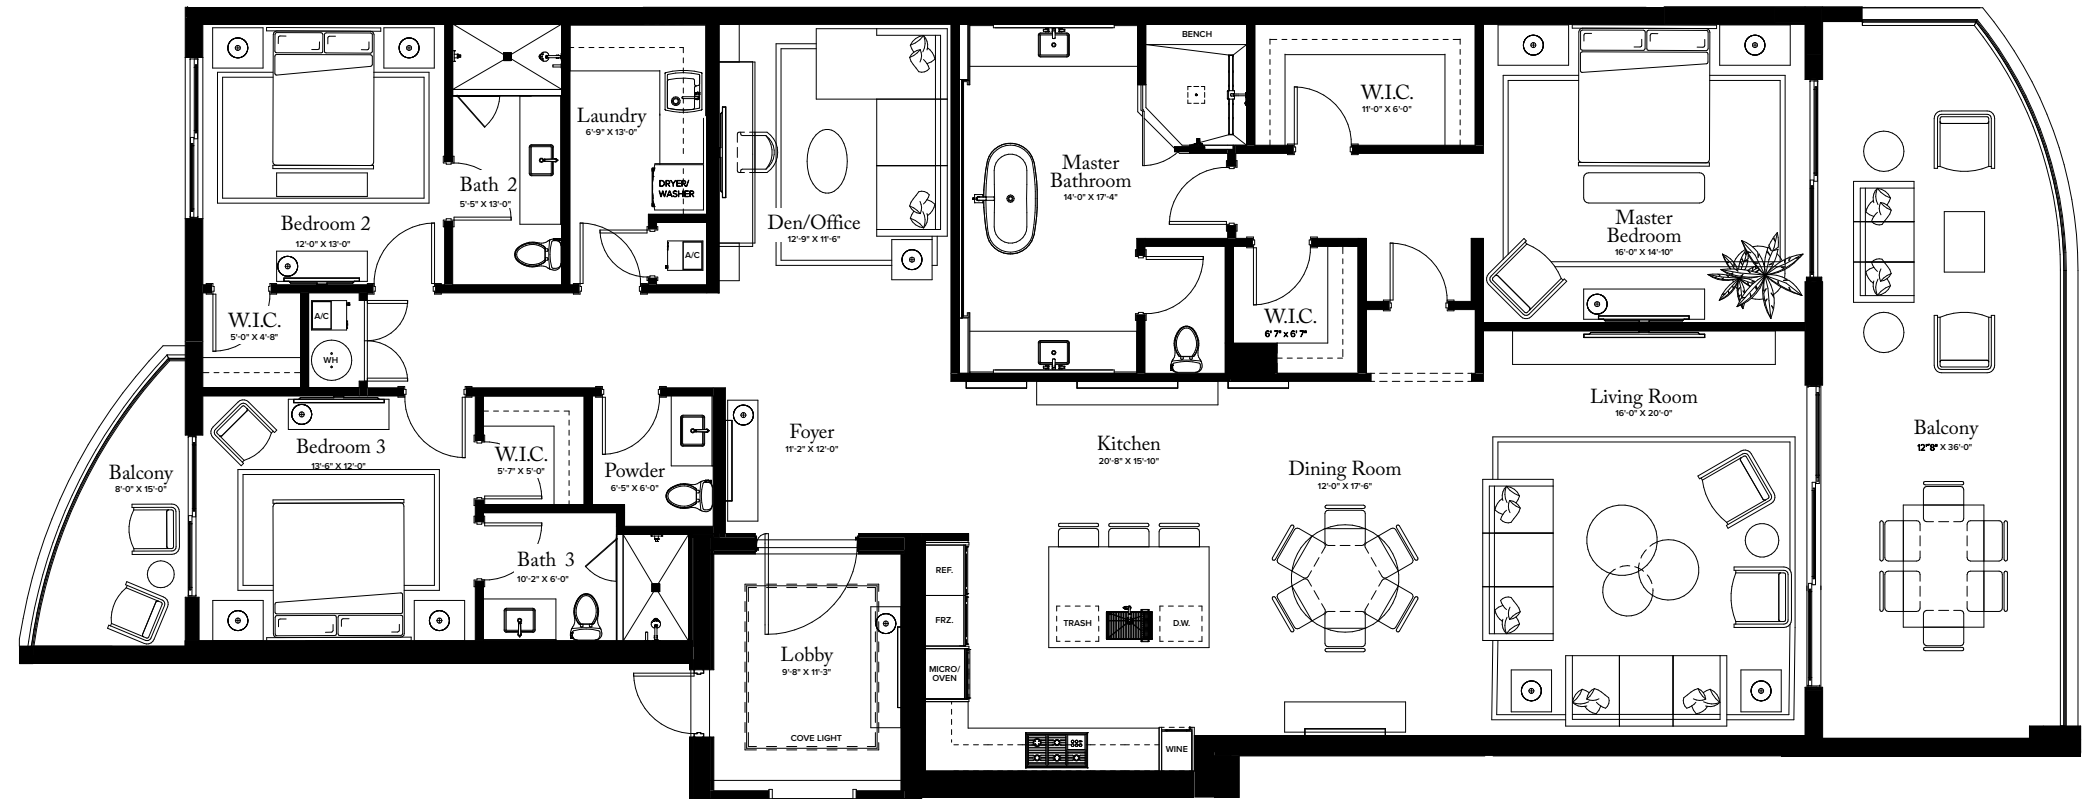 BENCH
W.I.C.
11'-0" X 6'-0"
Laundry
6'-9" X 13'-0"
Master
Bathroom
14'-0" X 17'-4"
Bath 2
5'-5" X 13'-0"
DRYER/
WASHER
Bedroom 2
12'-0" X 13'-0"
Den/Office
12'-9" X 11'-6"
Master
Bedroom
16'-0" X 14'-10"
A/C
W.I.C.
5'-0" X 4'-8"
A/C
WH
W.I.C.
6' 7" x 6' 7"
Living Room
16'-0" X 20'-0"
Balcony
12'8" X 36'-0"
Foyer
11'-2" X 12'-0"
Kitchen
20'-8" X 15'-10"
Bedroom 3
13'-6" X 12'-0"
W.I.C.
5'-7" X 5'-0"
Powder
6'-5" X 6'-0"
Balcony
8'-0" X 15'-0"
Dining Room
12'-0" X 17'-6"
Bath 3
10'-2" X 6'-0"
REF.
FRZ.
TRASH
D.W.
Lobby
9'-8" X 11'-3"
MICRO/
OVEN
COVE LIGHT
WINE